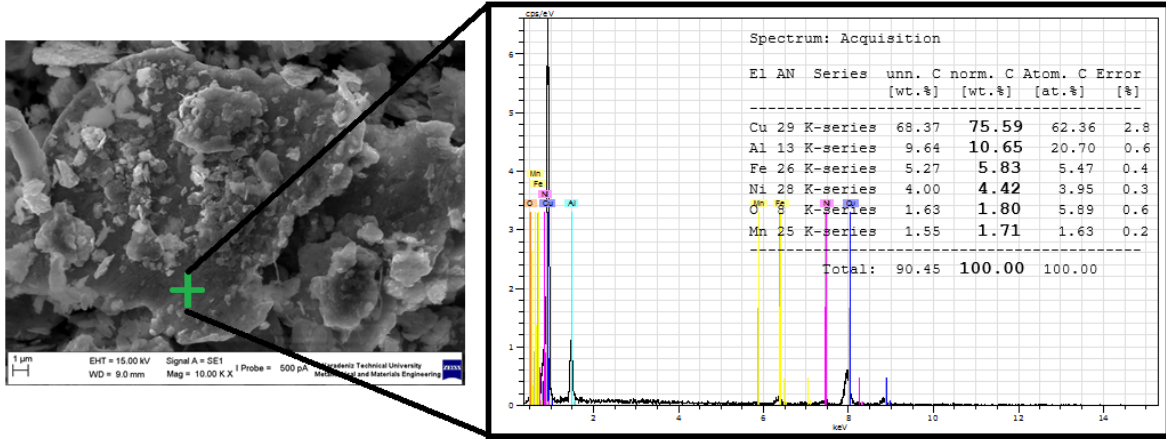 1 µm
EHT = 15.00 kV
WD = 9.0 mm
Signal A = SE1
Mag = 10.00 K X
I Probe = 500 pA
Karadeniz Technical University
Metallurgical and Materials Engineering
ZEISS
cps/eV
Spectrum: Acquisition
El AN Series unn. C norm. C Atom. C Error
[wt.%] [wt.%] [at.%] [%]
Cu 29 K-series 68.37 75.59 62.36 2.8
Al 13 K-series 9.64 10.65 20.70 0.6
Fe 26 K-series 5.27 5.83 5.47 0.4
Ni 28 K-series 4.00 4.42 3.95 0.3
O 8 K-series 1.63 1.80 5.89 0.6
Mn 25 K-series 1.55 1.71 1.63 0.2
Total: 90.45 100.00 100.00
6
5
4
3
2
1
0
Mn
Fe
Ni
O Cu Al
Mn Fe Ni Cu
2 4 6 8 10 12 14
keV